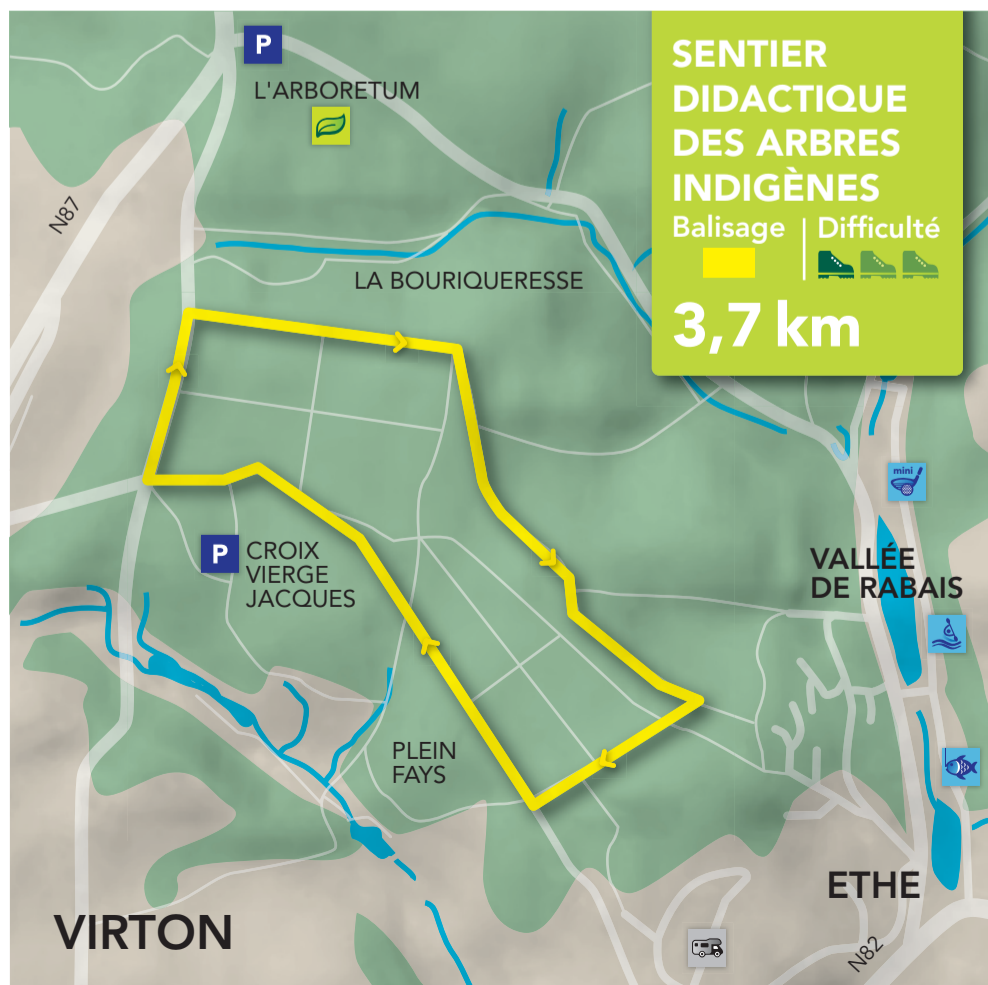 P
L'ARBORETUM
SENTIER
DIDACTIQUE
DES ARBRES
INDIGÈNES
Balisage
Difficulté
3,7 km
N87
LA BOURIQUERESSE
mini
P
CROIX
VIERGE
JACQUES
VALLÉE
DE RABAIS
PLEIN
FAYS
ETHE
VIRTON
N82